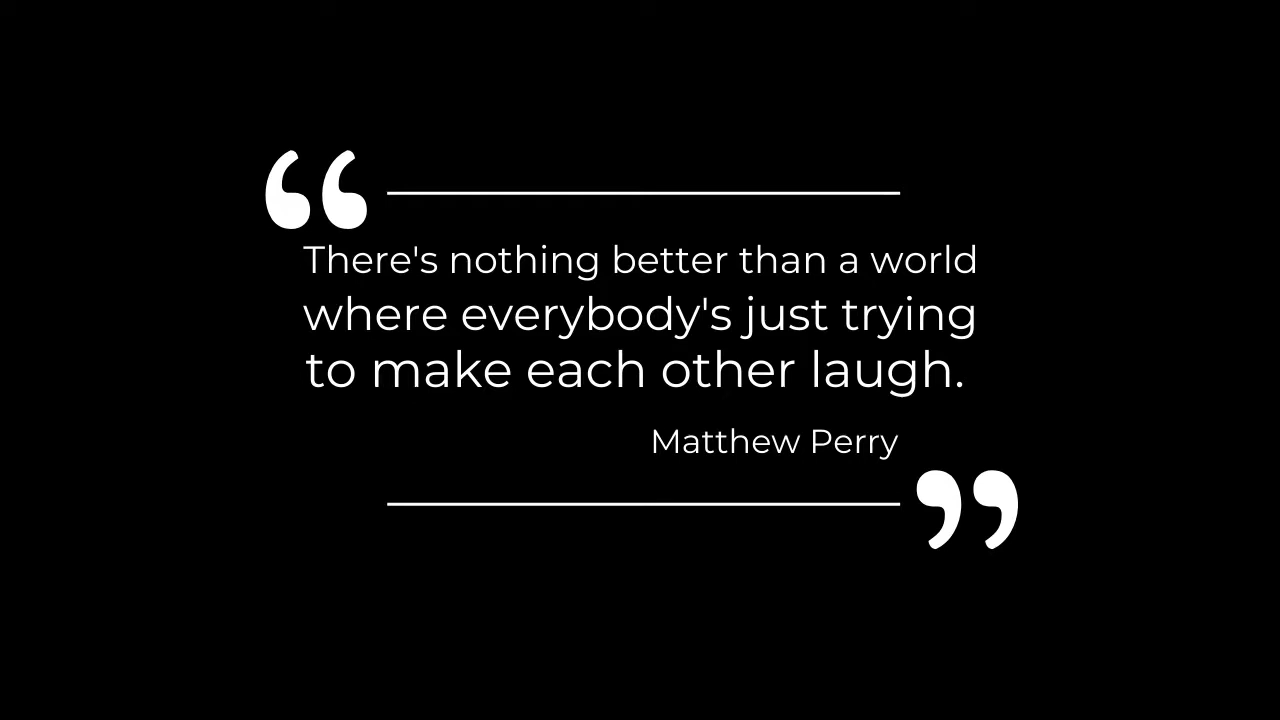 “
There's nothing better than a world
where everybody's just trying
to make each other laugh.
Matthew Perry
”